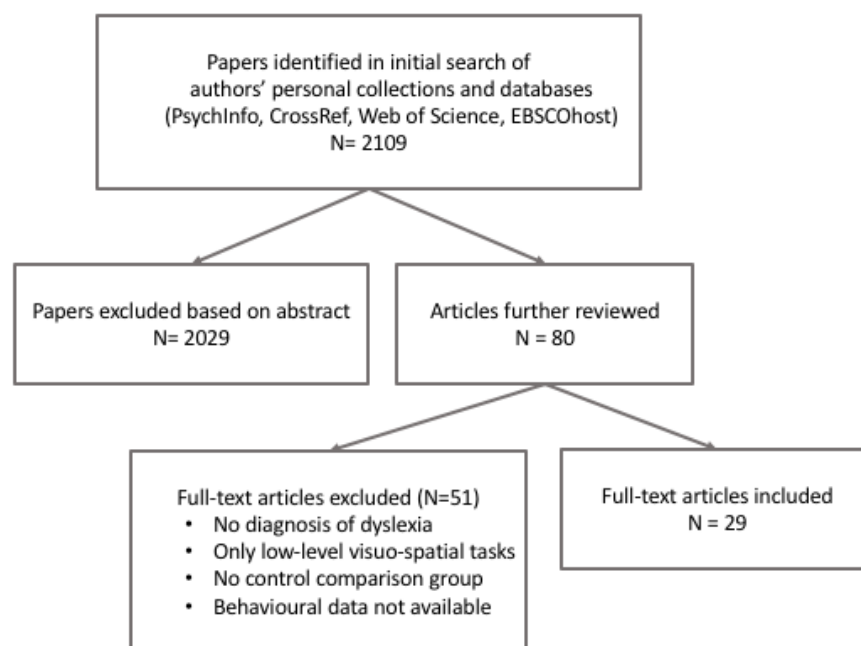 Papers identified in initial search of
authors' personal collections and databases
(PsychInfo, CrossRef, Web of Science, EBSCOhost)
N= 2109
Papers excluded based on abstract
N= 2029
Articles further reviewed
N = 80
Full-text articles excluded (N=51)
• No diagnosis of dyslexia
• Only low-level visuo-spatial tasks
• No control comparison group
• Behavioural data not available
Full-text articles included
N = 29